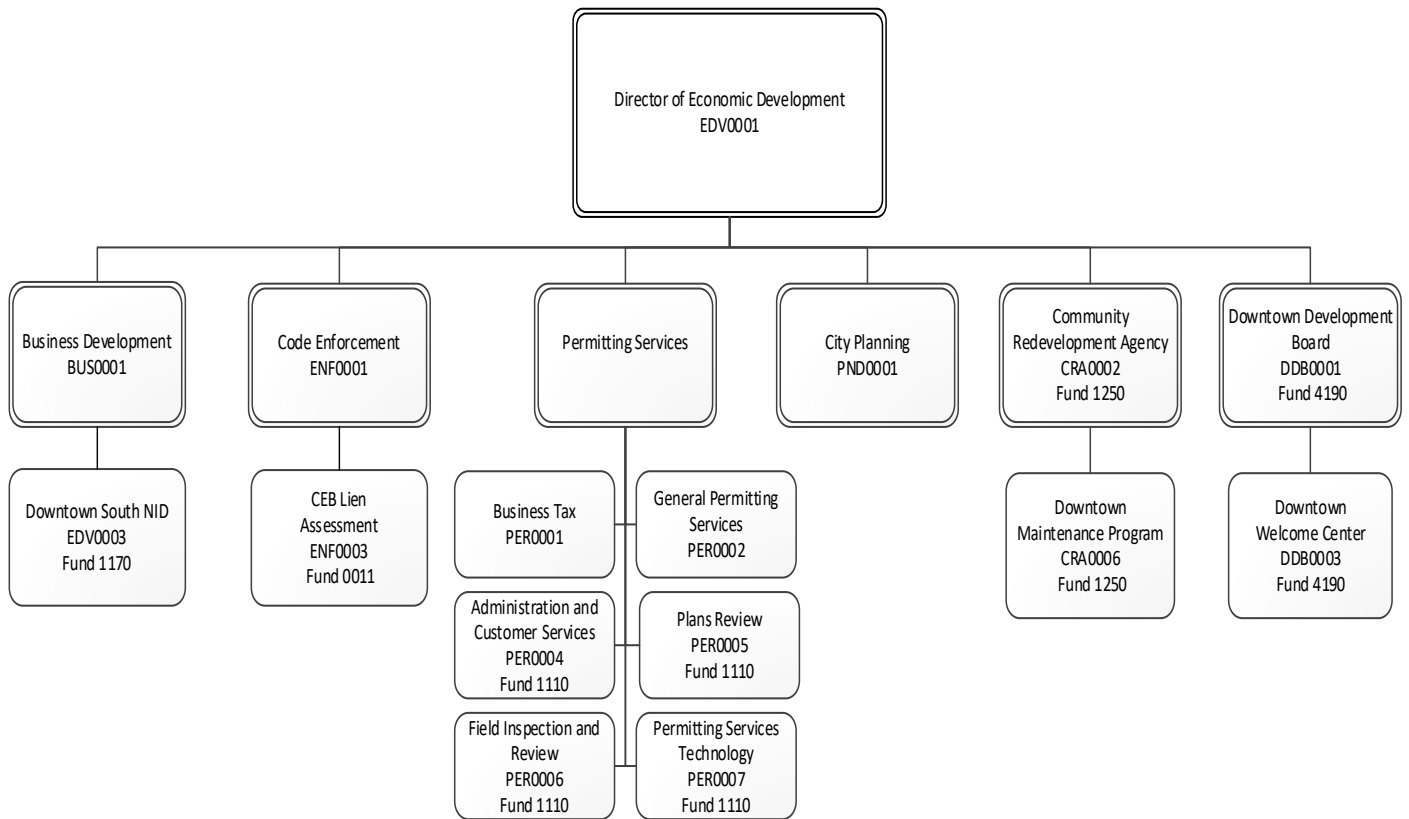 Director of Economic Development
EDV0001
Business Development
BUS0001
Code Enforcement
ENF0001
Permitting Services
City Planning
PND0001
Community
Redevelopment Agency
CRA0002
Fund 1250
Downtown Development
Board
DDB0001
Fund 4190
Downtown South NID
EDV0003
Fund 1170
CEB Lien
Assessment
ENF0003
Fund 0011
Business Tax
PER0001
General Permitting
Services
PER0002
Downtown
Maintenance Program
CRA0006
Fund 1250
Downtown
Welcome Center
DDB0003
Fund 4190
Administration and
Customer Services
PER0004
Fund 1110
Plans Review
PER0005
Fund 1110
Field Inspection and
Review
PER0006
Fund 1110
Permitting Services
Technology
PER0007
Fund 1110